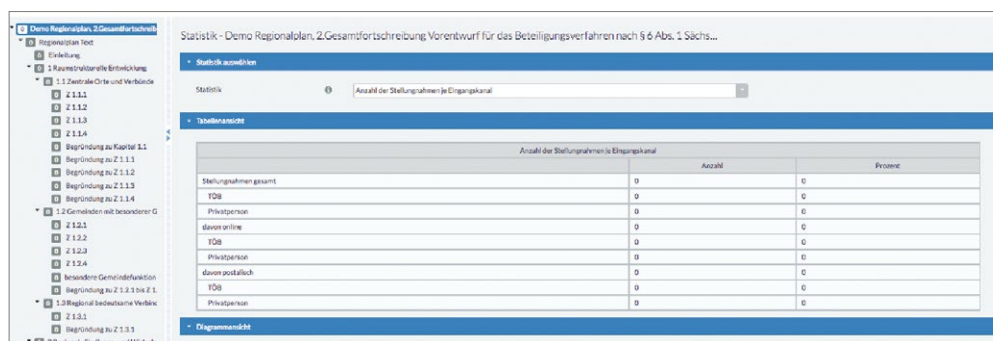 Demo Regionalplan, 2.Gesamtfortschreib
Regionalplan Text
Einleitung
1 Raumstrukturelle Entwicklung
1.1 Zentrale Orte und Verbünde
Z 1.1.1
Z 1.1.2
Z 1.1.3
Z 1.1.4
Begründung zu Kapitel 1.1
Begründung zu Z 1.1.1
Begründung zu Z 1.1.2
Begründung zu Z 1.1.3
Begründung zu Z 1.1.4
1.2 Gemeinden mit besonderer G
Z 1.2.1
Z 1.2.2
Z 1.2.3
Z 1.2.4
besondere Gemeindefunktion
Begründung zu Z 1.2.1 bis Z 1.
1.3 Regional bedeutsame Verbinc
Z 1.3.1
Begründung zu Z 1.3.1
Statistik - Demo Regionalplan, 2.Gesamtfortschreibung Vorentwurf für das Beteiligungsverfahren nach § 6 Abs. 1 Sächs...
Statistik auswählen
Statistik Anzahl der Stellungnahmen je Eingangskanal
Tabellenansicht
Anzahl der Stellungnahmen je Eingangskanal
Anzahl Prozent
Stellungnahmen gesamt 0 0
TÖB 0 0
Privatperson 0 0
davon online 0 0
TÖB 0 0
Privatperson 0 0
davon postalisch 0 0
TÖB 0 0
Privatperson 0 0
Diagrammansicht